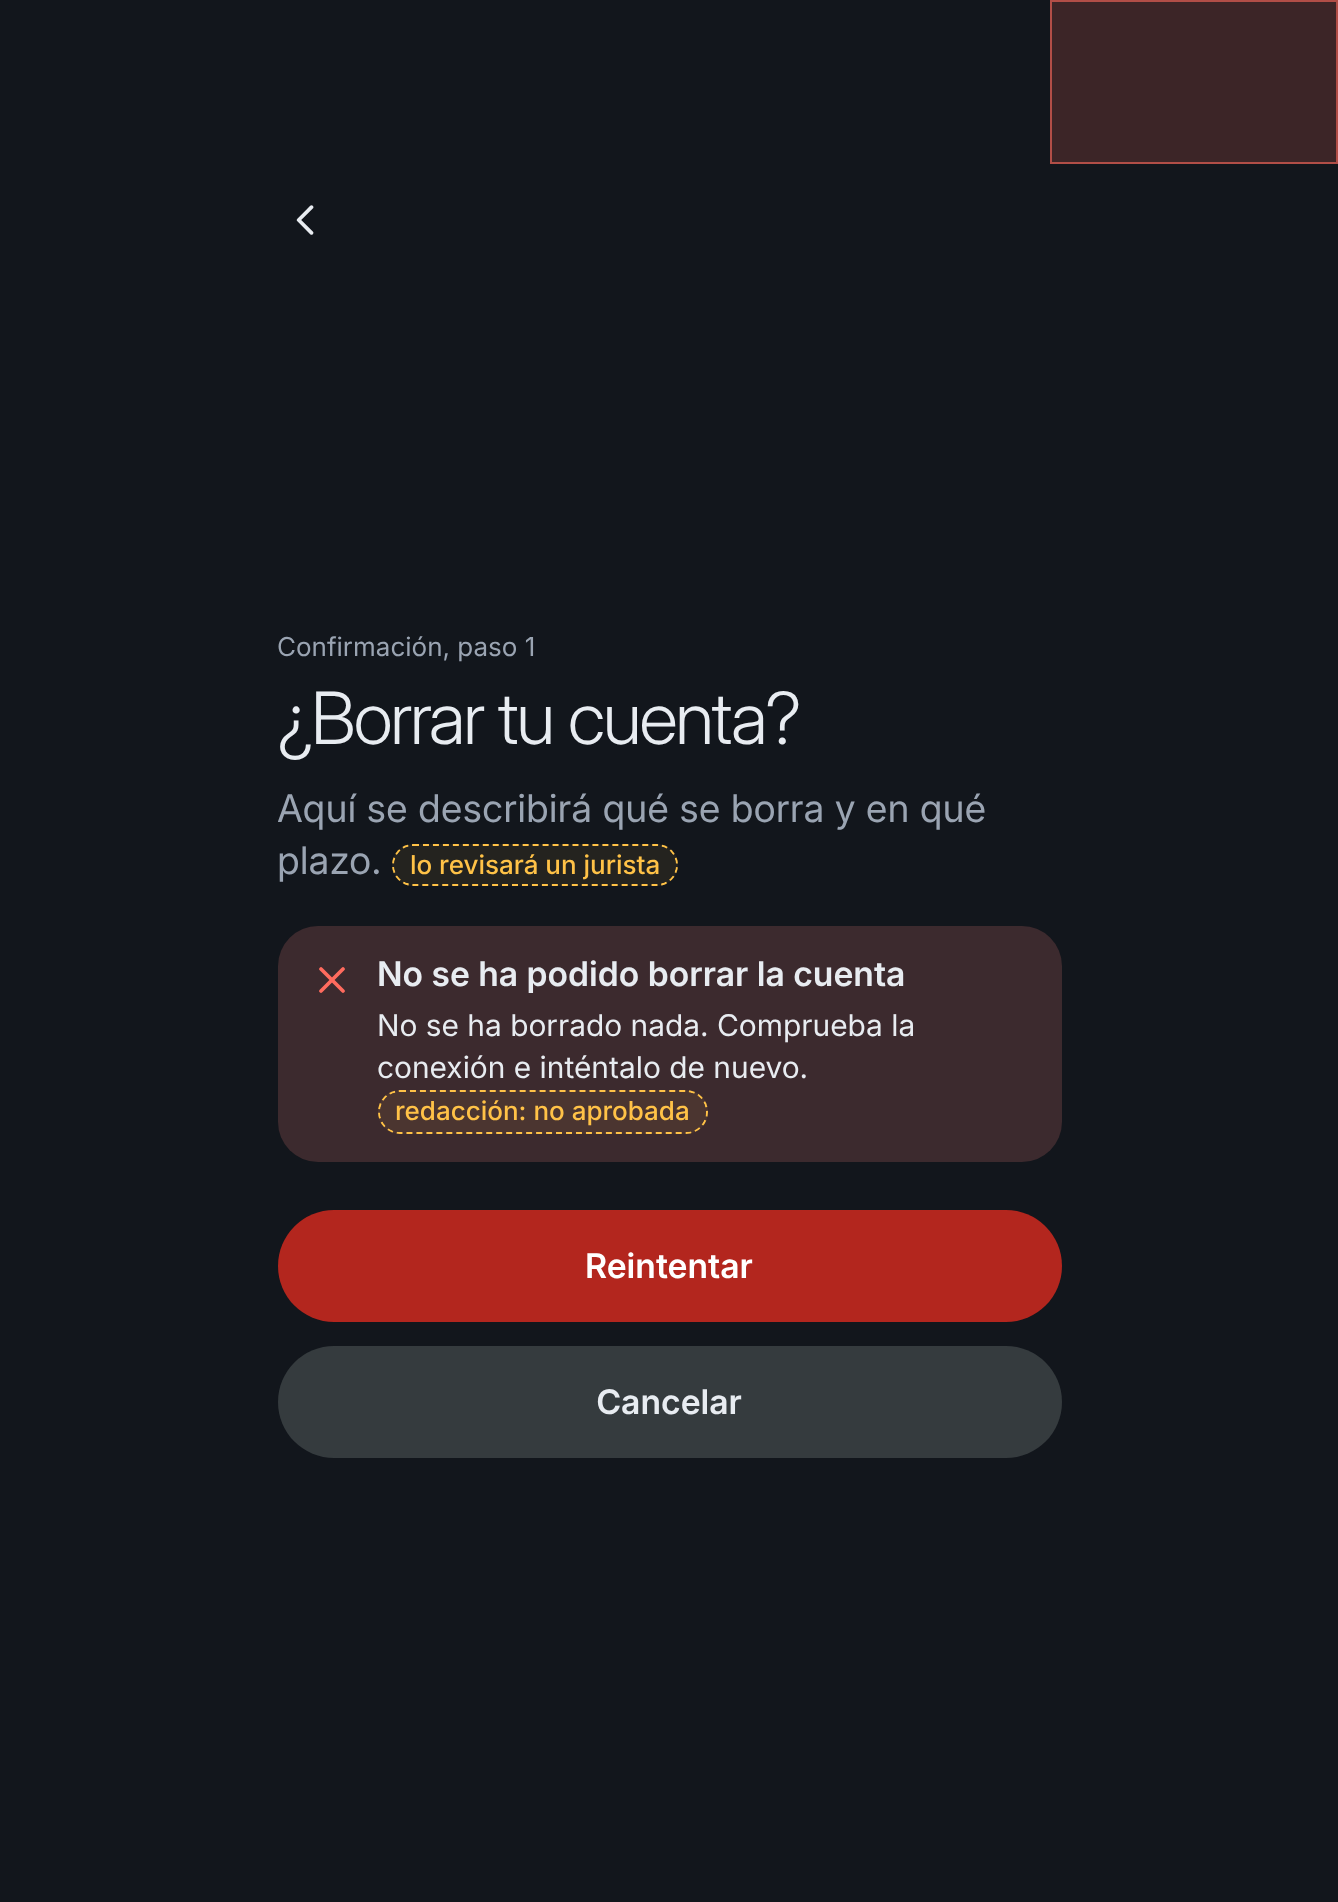 Confirmación, paso 1
¿Borrar tu cuenta?
Aquí se describirá qué se borra y en qué
plazo. lo revisará un jurista
No se ha podido borrar la cuenta
No se ha borrado nada. Comprueba la
conexión e inténtalo de nuevo.
redacción: no aprobada
Reintentar
Cancelar